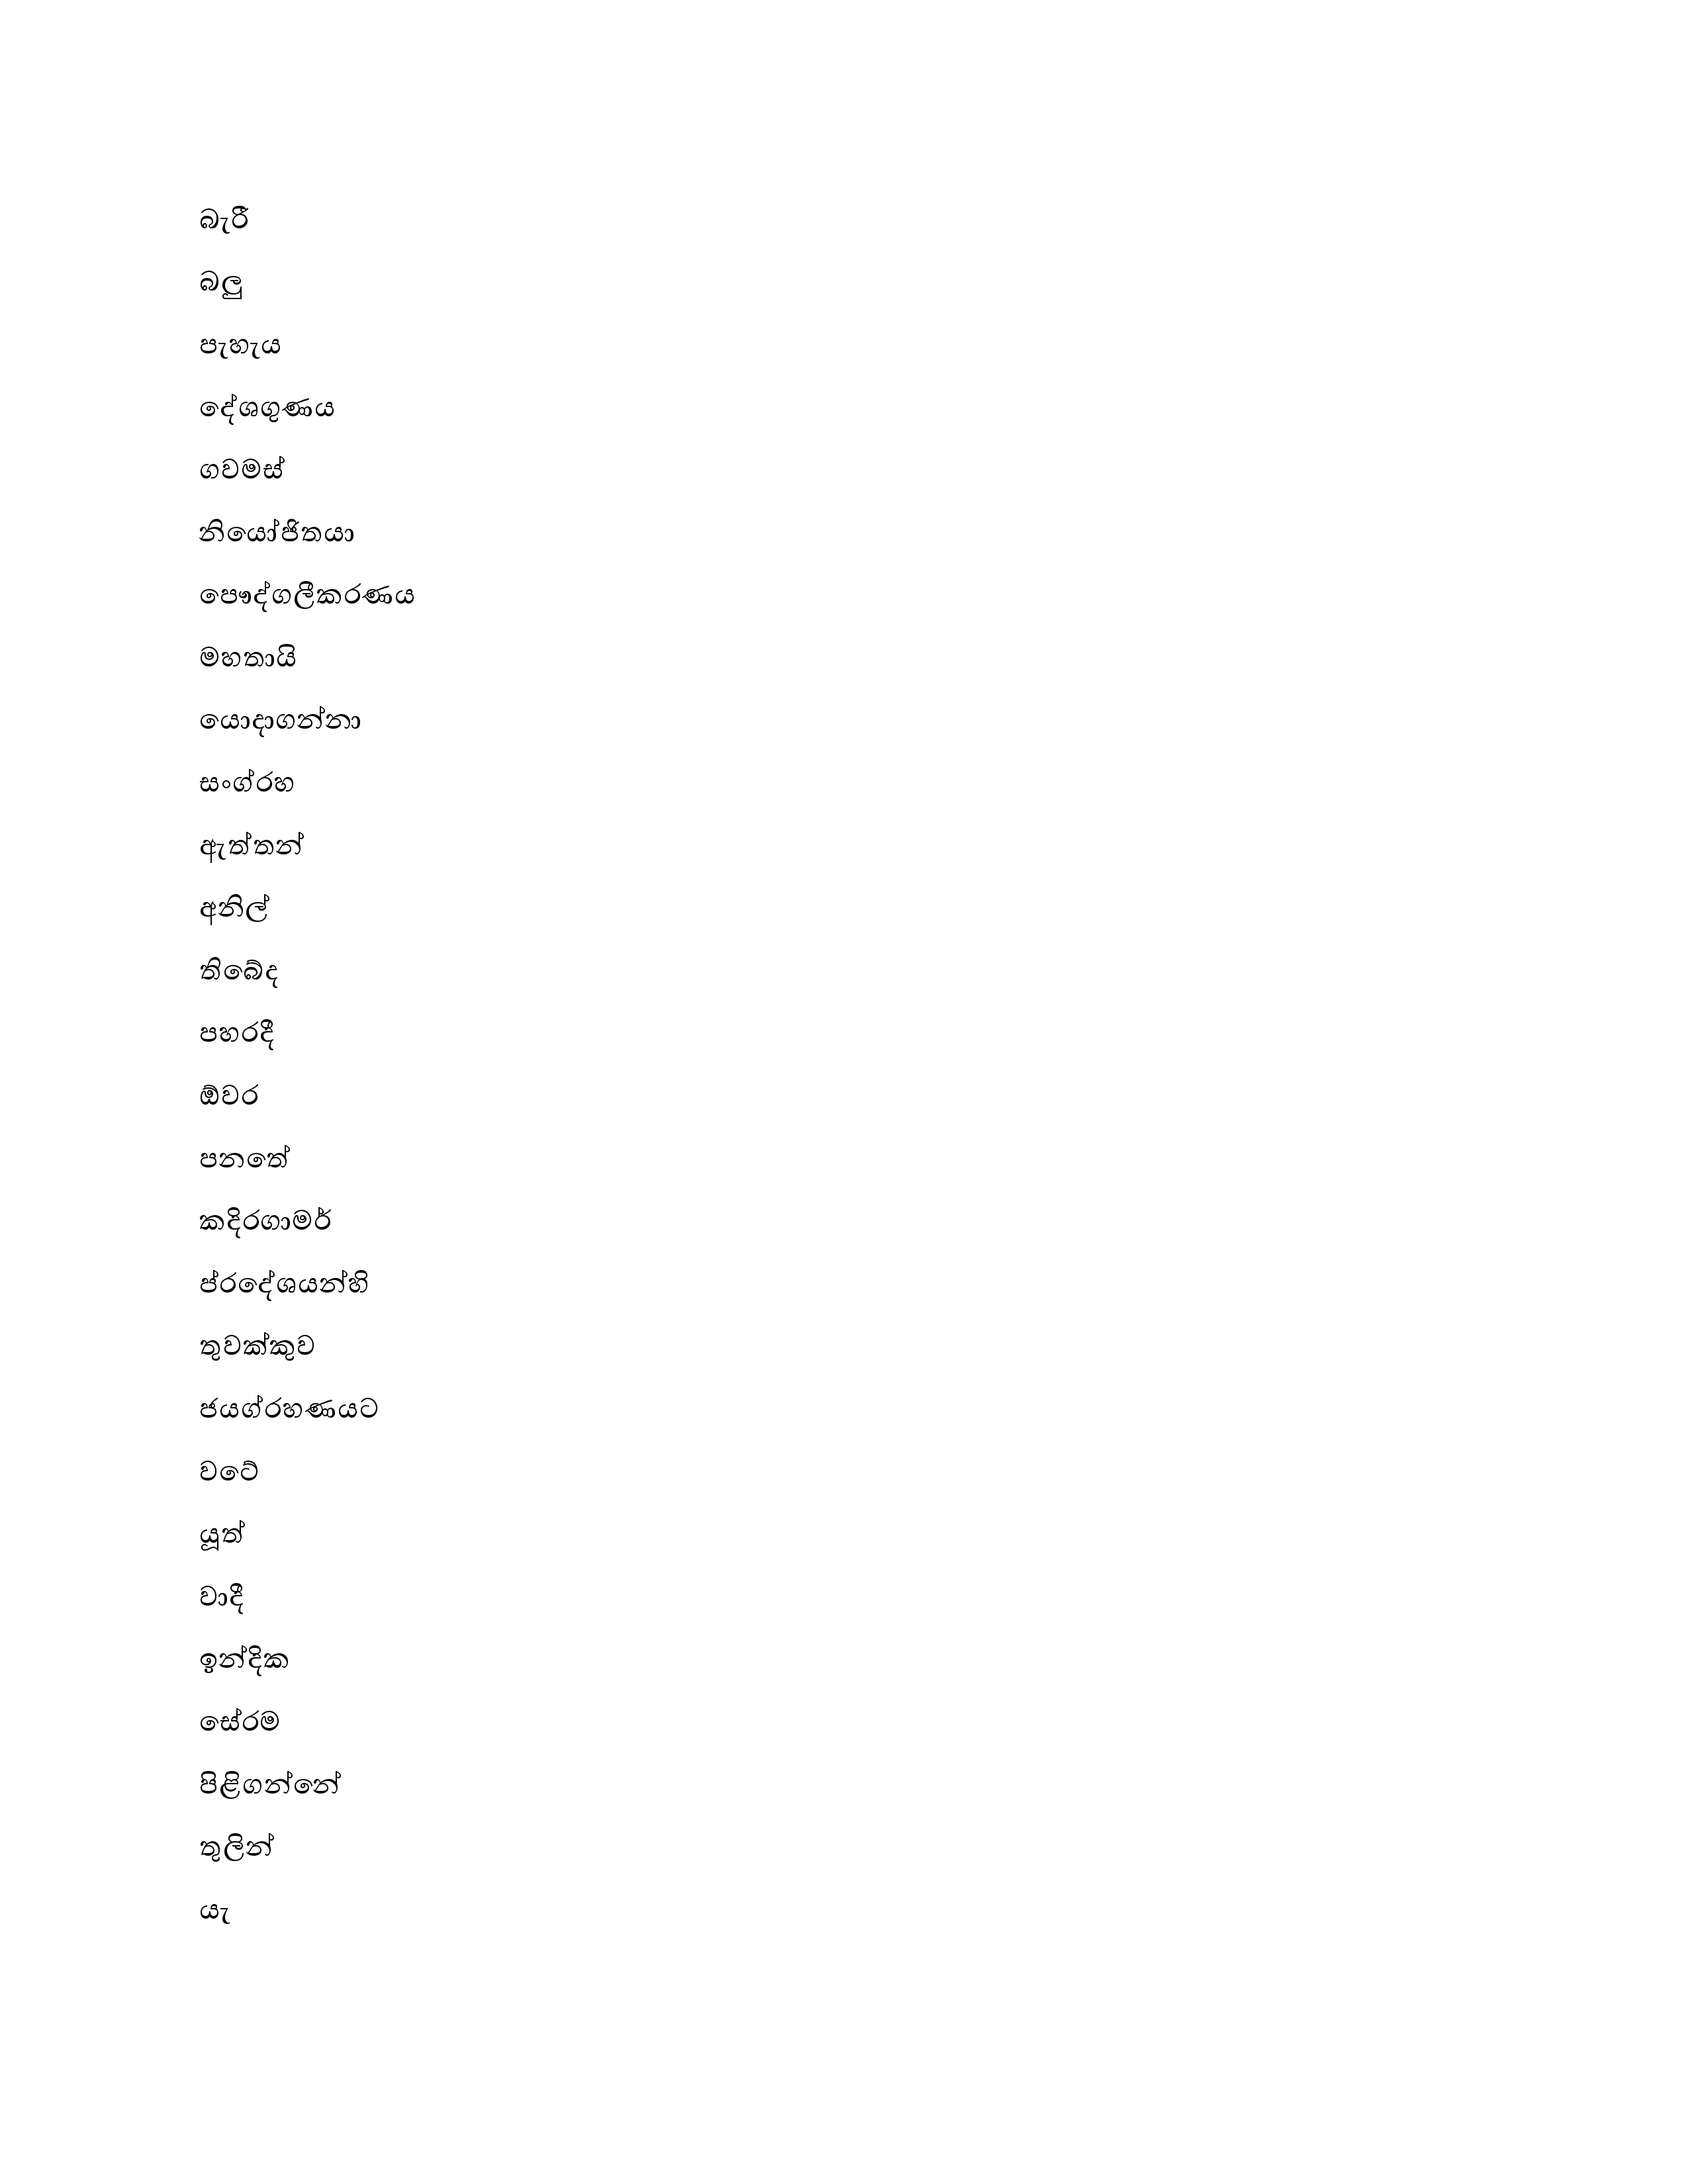 බැරී
බලු
පැහැය
දේශගුණය
ගවමස්
නියෝජිතයා
පෞද්ගලීකරණය
මහතායි
යොදාගන්නා
සංග්රහ
ඇත්තන්
අනිල්
තිබේද
පහරදී
ඕවර
පනතේ
කදිරගාමර්
ප්රදේශයන්හි
තුවක්කුව
ජයග්රහණයට
වටේ
යූත්
වාදී
ඉන්දික
සේරම
පිළිගන්නේ
තුලින්
යැ